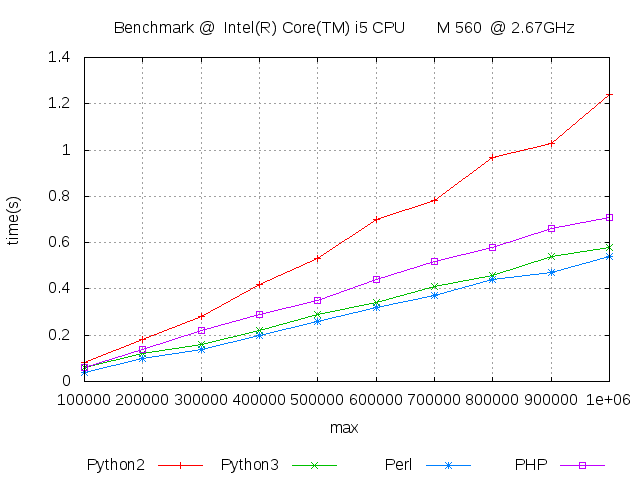 Benchmark @  Intel(R) Core(TM) i5 CPU       M 560  @ 2.67GHz
1.4
1.2
1
0.8
0.6
0.4
0.2
0
time(s)
100000 200000 300000 400000 500000 600000 700000 800000 900000 1e+06
max
Python2 Python3 Perl PHP